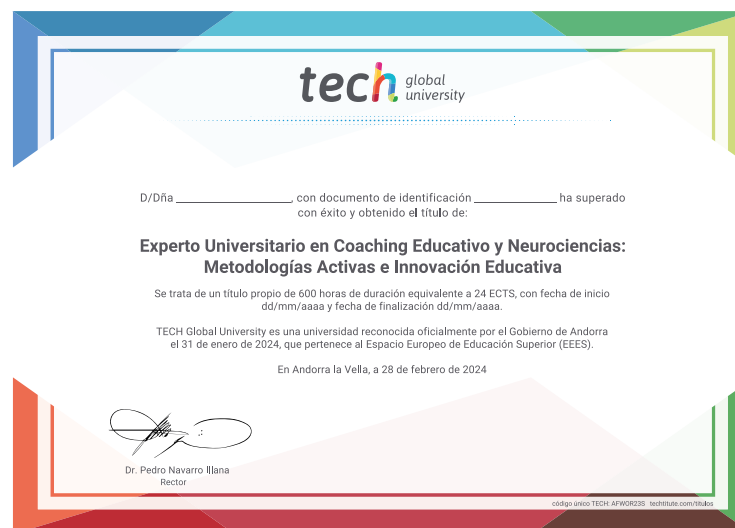 tech global university
D/Dña ____________________, con documento de identificación ______________ ha superado
con éxito y obtenido el título de:
Experto Universitario en Coaching Educativo y Neurociencias:
Metodologías Activas e Innovación Educativa
Se trata de un título propio de 600 horas de duración equivalente a 24 ECTS, con fecha de inicio
dd/mm/aaaa y fecha de finalización dd/mm/aaaa.
TECH Global University es una universidad reconocida oficialmente por el Gobierno de Andorra
el 31 de enero de 2024, que pertenece al Espacio Europeo de Educación Superior (EEES).
En Andorra la Vella, a 28 de febrero de 2024
Dr. Pedro Navarro Illana
Rector
código único TECH: AFWOR23S techtitute.com/titulos